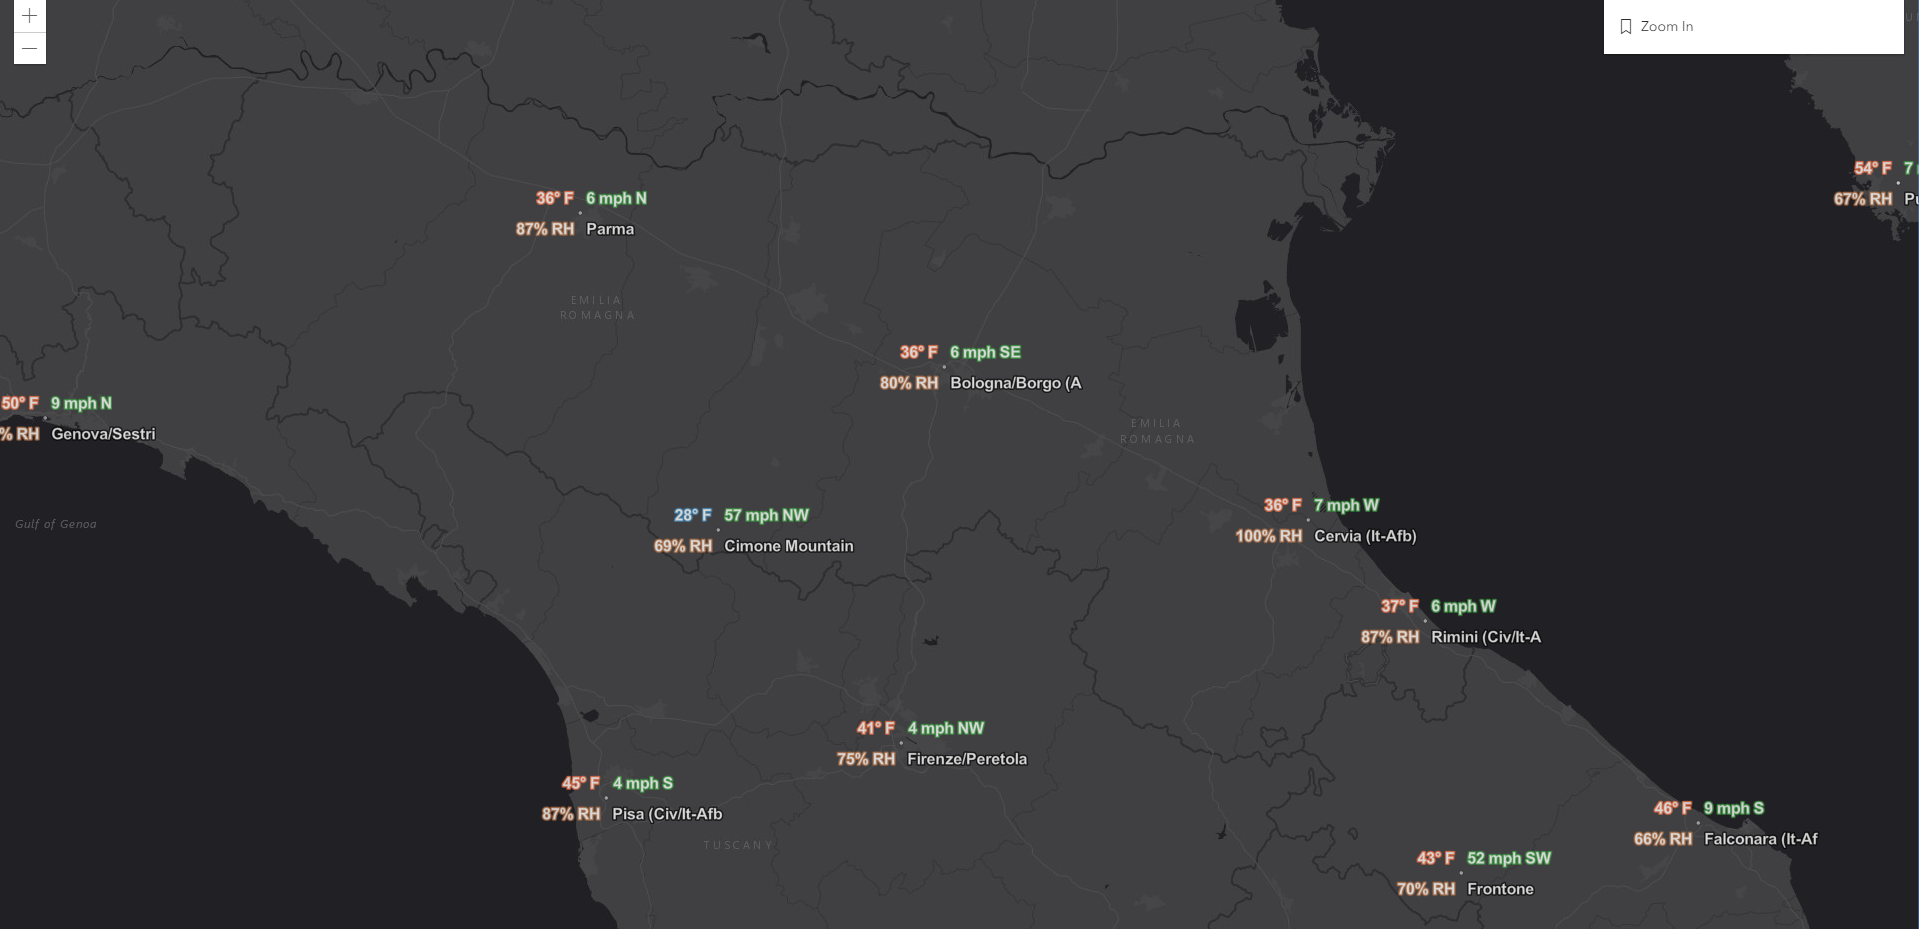 Zoom In
54° F 7
67% RH Pu
36° F 6 mph N
87% RH Parma
EMILIA
ROMAGNA
36° F 6 mph SE
80% RH Bologna/Borgo (A
50° F 9 mph N
% RH Genova/Sestri
EMILIA
ROMAGNA
Gulf of Genoa
28° F 57 mph NW
69% RH Cimone Mountain
36° F 7 mph W
100% RH Cervia (It-Afb)
37° F 6 mph W
87% RH Rimini (Civ/It-A
41° F 4 mph NW
75% RH Firenze/Peretola
45° F 4 mph S
87% RH Pisa (Civ/It-Afb
TUSCANY
46° F 9 mph S
66% RH Falconara (It-Af
43° F 52 mph SW
70% RH Frontone